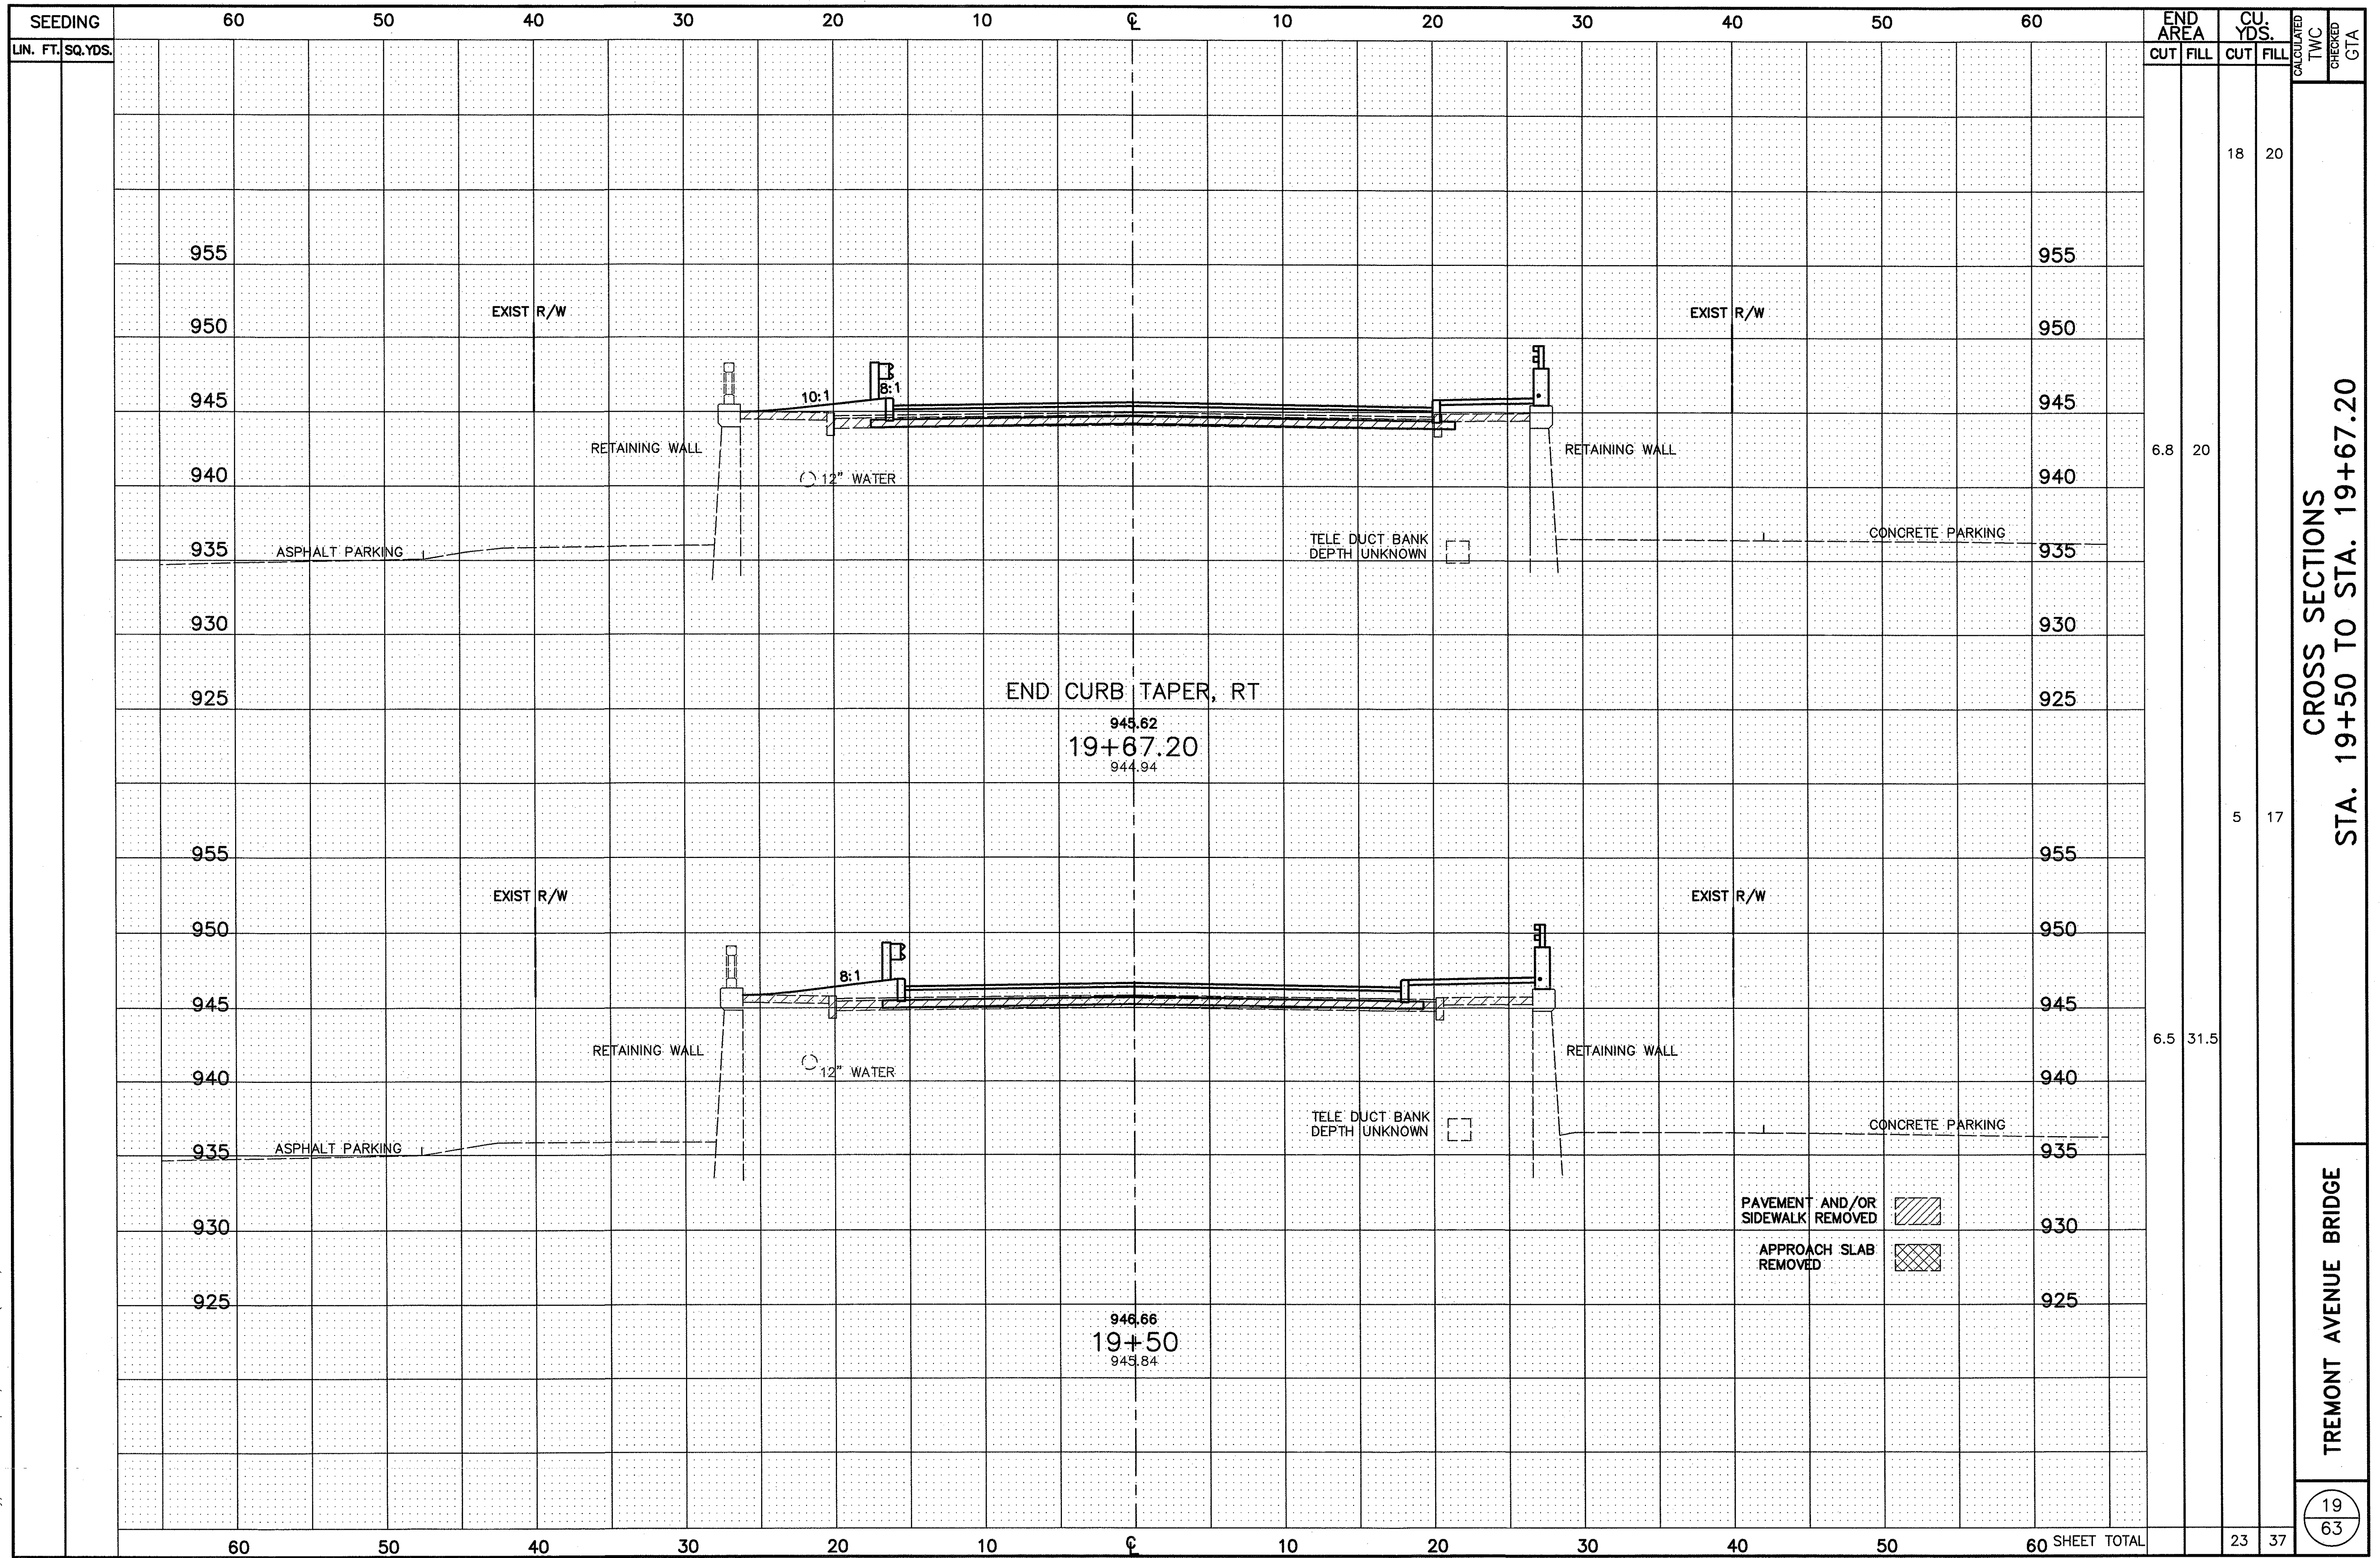 SEEDING
LIN. FT. SQ.YDS.
60 50 40 30 20 10 ℄ 10 20 30 40 50 60
END AREA
CUT FILL
CU. YDS.
CUT FILL
CALCULATED
TWC
CHECKED
GTA
18 20
955 955
EXIST R/W EXIST R/W
950 950
10:1 8:1
945 945
RETAINING WALL RETAINING WALL
6.8 20
940 12" WATER 940
TELE DUCT BANK
DEPTH UNKNOWN
CONCRETE PARKING
935 ASPHALT PARKING 935
930 930
925 END CURB TAPER, RT 925
945.62
19+67.20
944.94
5 17
955 955
EXIST R/W EXIST R/W
950 950
8:1
945 945
6.5 31.5
RETAINING WALL RETAINING WALL
940 12" WATER 940
TELE DUCT BANK
DEPTH UNKNOWN
CONCRETE PARKING
935 ASPHALT PARKING 935
PAVEMENT AND/OR
SIDEWALK REMOVED
930 930
APPROACH SLAB
REMOVED
925 925
946.66
19+50
945.84
60 50 40 30 20 10 ℄ 10 20 30 40 50 60 SHEET TOTAL 23 37
CROSS SECTIONS
STA. 19+50 TO STA. 19+67.20
TREMONT AVENUE BRIDGE
19
63